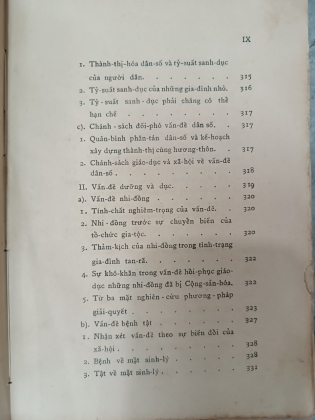 IX
1. Thành-thị-hóa dân-số và tỷ-suất sanh-dục
của người dân. . . . . . . . 315
2. Tỷ-suất sanh-dục của những gia-đình nhỏ. 316
3. Tỷ-suất sanh-dục phải chăng có thể
hạn chế . . . . . . . . 317
c). Chánh-sách đối-phó vấn-đề dân số. . . 317
1. Quân-bình phân-tán dân-số và kế-hoạch
xây dựng thành-thị cùng hương-thôn. . 317
2. Chánh-sách giáo-dục và xã-hội về vấn-đề
dân-số . . . . . . . . . 318
II. Vấn-đề dưỡng và dục. . . . . . 319
a). Vấn-đề nhi-đồng . . . . . . 320
1. Tính-chất nghiêm-trọng của vấn-đề. . . 320
2. Nhi-đồng trước sự chuyển biến của
tổ-chức gia-tộc. . . . . . . 320
3. Thảm-kịch của nhi-đồng trong tình-trạng
gia-đình tan-rã. . . . . . . 322
4. Sự khó-khăn trong vấn-đề hồi-phục giáo-
dục những nhi-đồng đã bị Cộng-sản-hóa. 322
5. Từ ba mặt nghiên-cứu phương-pháp
giải-quyết . . . . . . . 323
b). Vấn-đề bệnh tật . . . . . . 327
1. Nhận xét vấn-đề theo sự biến đổi của
xã-hội . . . . . . . . 328
2. Bệnh về mặt sinh-lý . . . . . 328
3. Tật về mặt sinh-lý . . . . . . 331